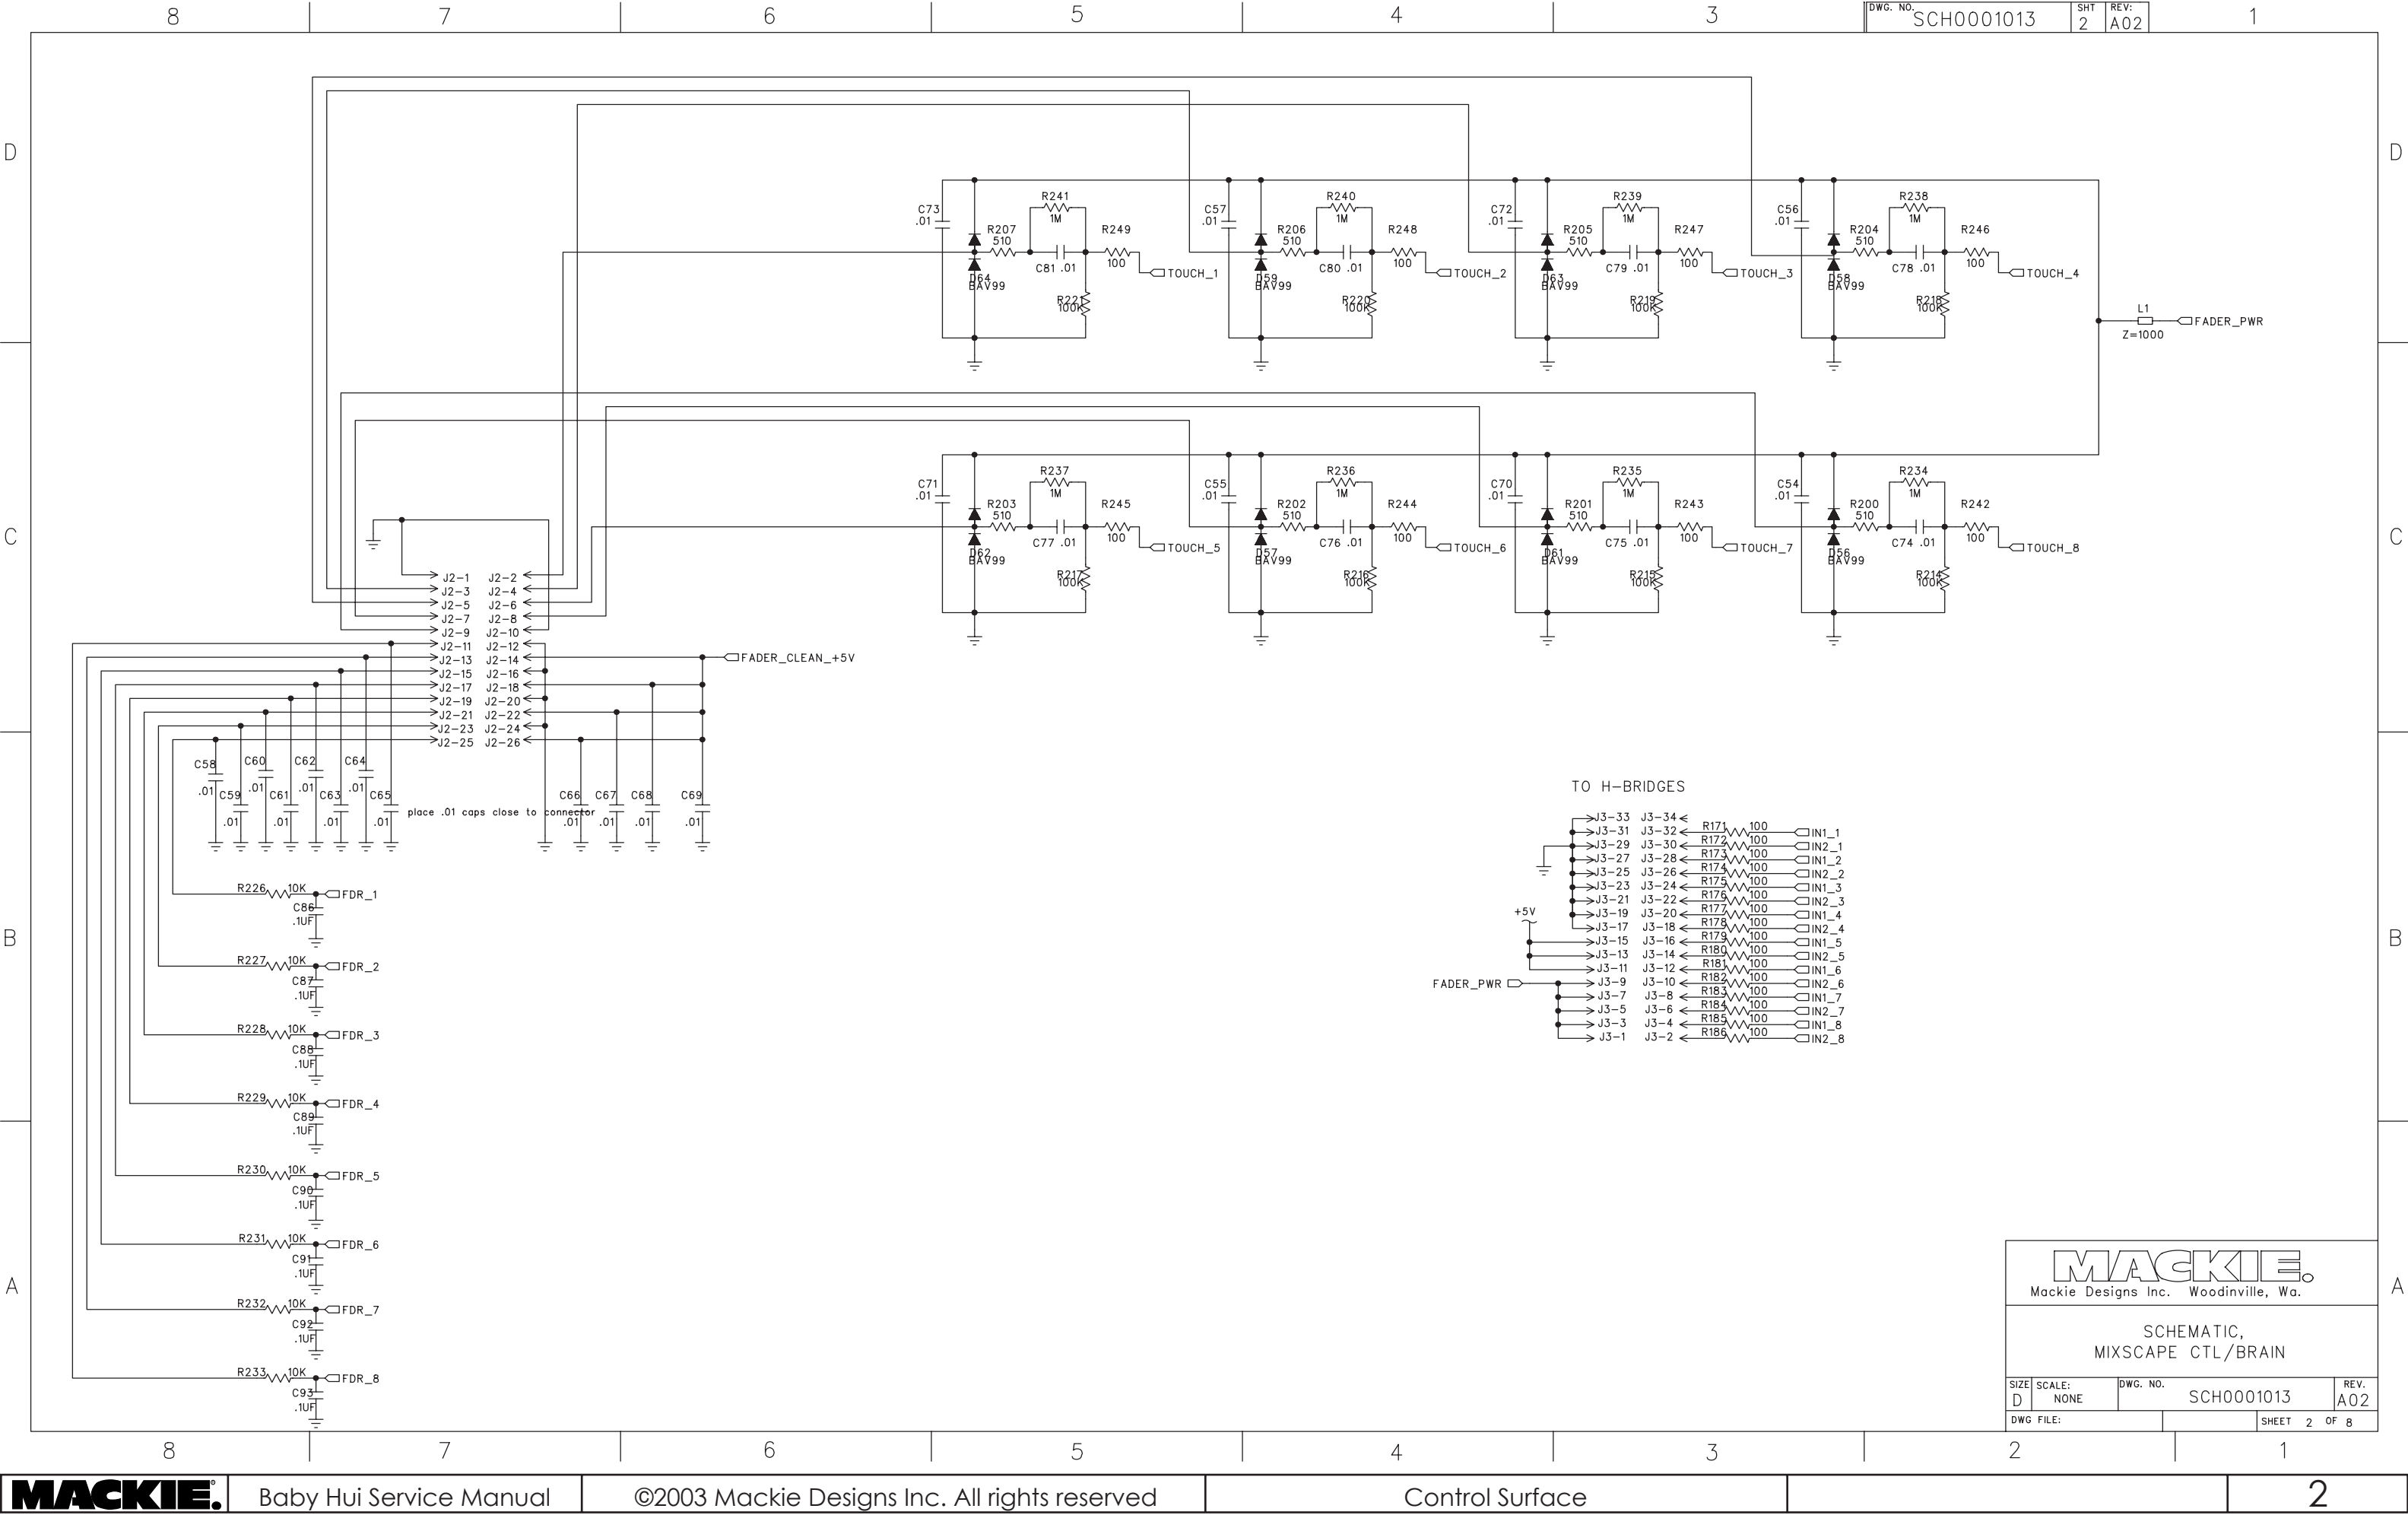 8 7 6 5 4 3 1
DWG. NO. SCH0001013 SHT 2 REV: A02
D D
C73 .01 R207 510 R241 1M C81 .01 R249 100 TOUCH_1 D64 BAV99 R221 100K
C57 .01 R206 510 R240 1M C80 .01 R248 100 TOUCH_2 D59 BAV99 R220 100K
C72 .01 R205 510 R239 1M C79 .01 R247 100 TOUCH_3 D63 BAV99 R219 100K
C56 .01 R204 510 R238 1M C78 .01 R246 100 TOUCH_4 D58 BAV99 R218 100K
L1 FADER_PWR
Z=1000
C C
C71 .01 R203 510 R237 1M C77 .01 R245 100 TOUCH_5 D62 BAV99 R217 100K
C55 .01 R202 510 R236 1M C76 .01 R244 100 TOUCH_6 D57 BAV99 R216 100K
C70 .01 R201 510 R235 1M C75 .01 R243 100 TOUCH_7 D61 BAV99 R215 100K
C54 .01 R200 510 R234 1M C74 .01 R242 100 TOUCH_8 D56 BAV99 R214 100K
J2-1 J2-2
J2-3 J2-4
J2-5 J2-6
J2-7 J2-8
J2-9 J2-10
J2-11 J2-12
J2-13 J2-14 FADER_CLEAN_+5V
J2-15 J2-16
J2-17 J2-18
J2-19 J2-20
J2-21 J2-22
J2-23 J2-24
J2-25 J2-26
C58 .01 C59 .01 C60 .01 C61 .01 C62 .01 C63 .01 C64 .01 C65 .01
place .01 caps close to connector
C66 .01 C67 .01 C68 .01 C69 .01
TO H-BRIDGES
J3-33 J3-34
J3-31 J3-32 R171 100 IN1_1
J3-29 J3-30 R172 100 IN2_1
J3-27 J3-28 R173 100 IN1_2
J3-25 J3-26 R174 100 IN2_2
J3-23 J3-24 R175 100 IN1_3
J3-21 J3-22 R176 100 IN2_3
J3-19 J3-20 R177 100 IN1_4
+5V
J3-17 J3-18 R178 100 IN2_4
J3-15 J3-16 R179 100 IN1_5
J3-13 J3-14 R180 100 IN2_5
J3-11 J3-12 R181 100 IN1_6
FADER_PWR J3-9 J3-10 R182 100 IN2_6
J3-7 J3-8 R183 100 IN1_7
J3-5 J3-6 R184 100 IN2_7
J3-3 J3-4 R185 100 IN1_8
J3-1 J3-2 R186 100 IN2_8
B B
R226 10K FDR_1
C86 .1UF
R227 10K FDR_2
C87 .1UF
R228 10K FDR_3
C88 .1UF
R229 10K FDR_4
C89 .1UF
R230 10K FDR_5
C90 .1UF
R231 10K FDR_6
C91 .1UF
R232 10K FDR_7
C92 .1UF
R233 10K FDR_8
C93 .1UF
A A
MACKIE.
Mackie Designs Inc. Woodinville, Wa.
SCHEMATIC,
MIXSCAPE CTL/BRAIN
SIZE D SCALE: NONE DWG. NO. SCH0001013 REV. A02
DWG FILE: SHEET 2 OF 8
8 7 6 5 4 3 2 1
MACKIE. Baby Hui Service Manual ©2003 Mackie Designs Inc. All rights reserved Control Surface 2